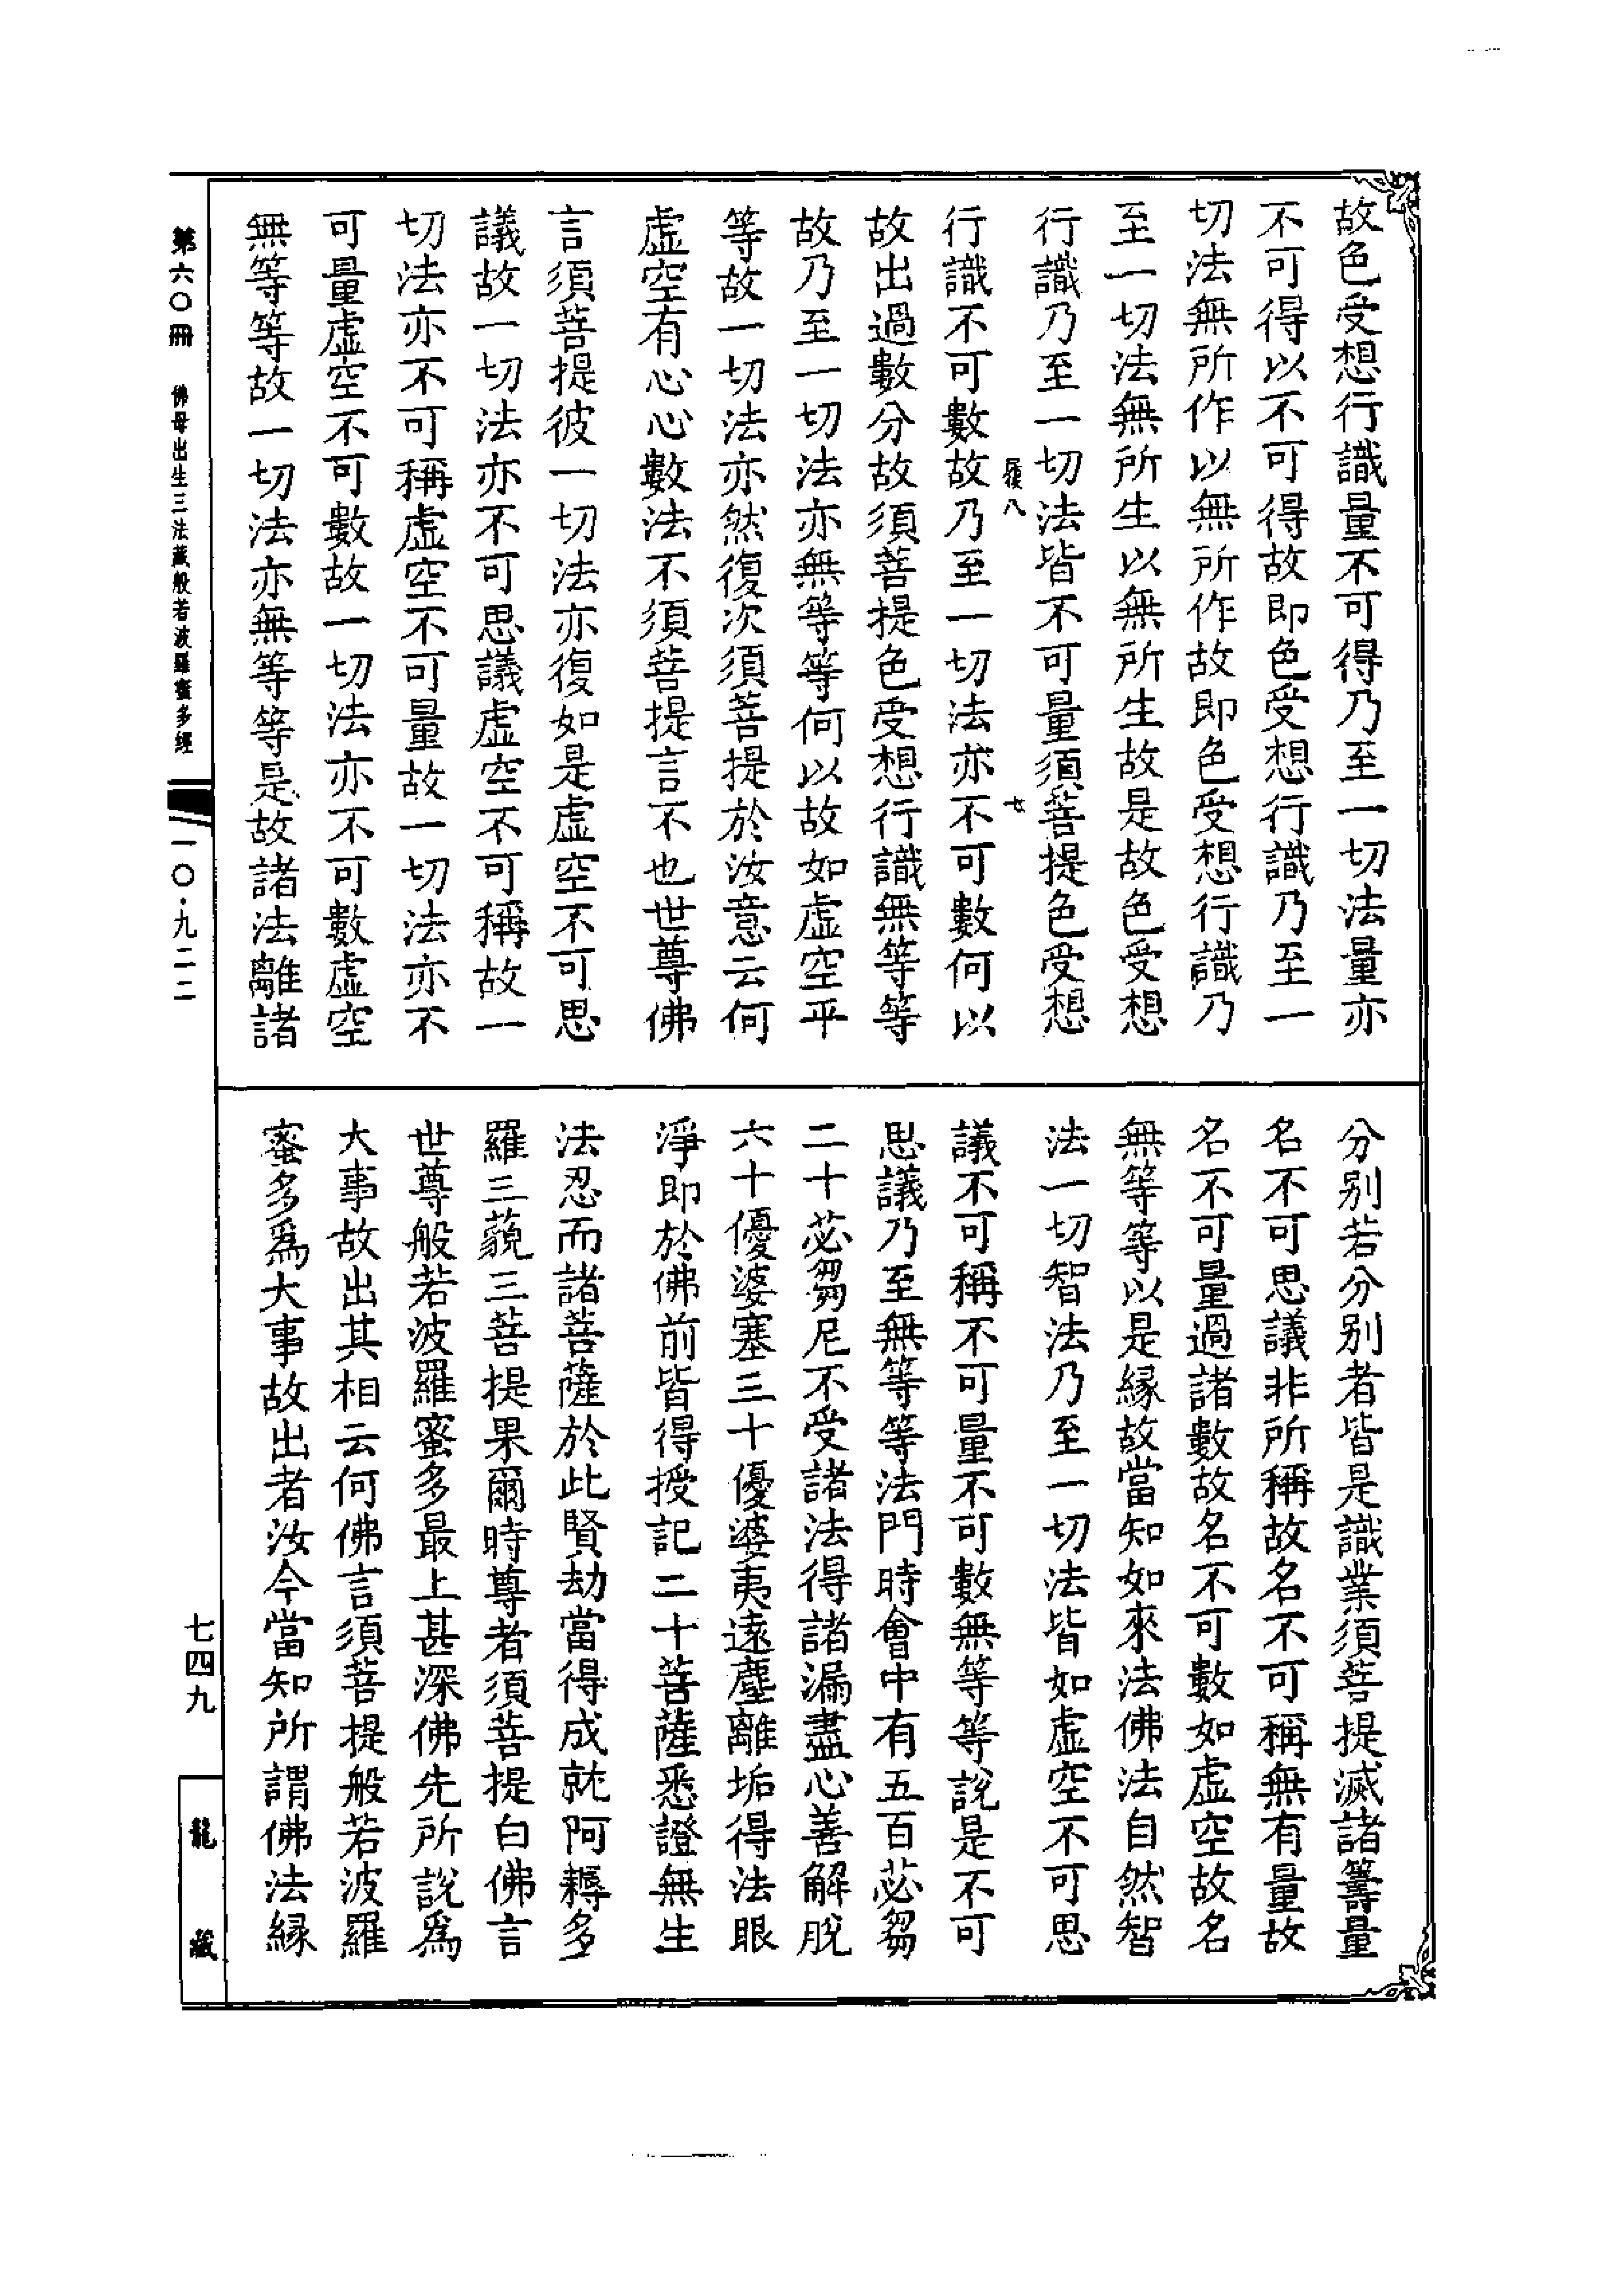 故色受想行識量不可得乃至一切法量亦
不可得以不可得故即色受想行識乃至一
切法無所作以無所作故即色受想行識乃
至一切法無所生以無所生故是故色受想
行識乃至一切法皆不可量須菩提色受想
履八 七
行識不可數故乃至一切法亦不可數何以
故出過數分故須菩提色受想行識無等等
故乃至一切法亦無等等何以故如虛空平
等故一切法亦然復次須菩提於汝意云何
虛空有心心數法不須菩提言不也世尊佛
言須菩提彼一切法亦復如是虛空不可思
議故一切法亦不可思議虛空不可稱故一
切法亦不可稱虛空不可量故一切法亦不
可量虛空不可數故一切法亦不可數虛空
無等等故一切法亦無等等是故諸法離諸
分別若分別者皆是識業須菩提滅諸籌量
名不可思議非所稱故名不可稱無有量故
名不可量過諸數故名不可數如虛空故名
無等等以是緣故當知如來法佛法自然智
法一切智法乃至一切法皆如虛空不可思
議不可稱不可量不可數無等等說是不可
思議乃至無等等法門時會中有五百苾芻
二十苾芻尼不受諸法得諸漏盡心善解脫
六十優婆塞三十優婆夷遠塵離垢得法眼
淨即於佛前皆得授記二十菩薩悉證無生
法忍而諸菩薩於此賢劫當得成就阿耨多
羅三藐三菩提果爾時尊者須菩提白佛言
世尊般若波羅蜜多最上甚深佛先所說爲
大事故出其相云何佛言須菩提般若波羅
蜜多爲大事故出者汝今當知所謂佛法緣
第六〇冊 佛母出生三法藏般若波羅蜜多經
一〇·九二二
七四九
龍藏